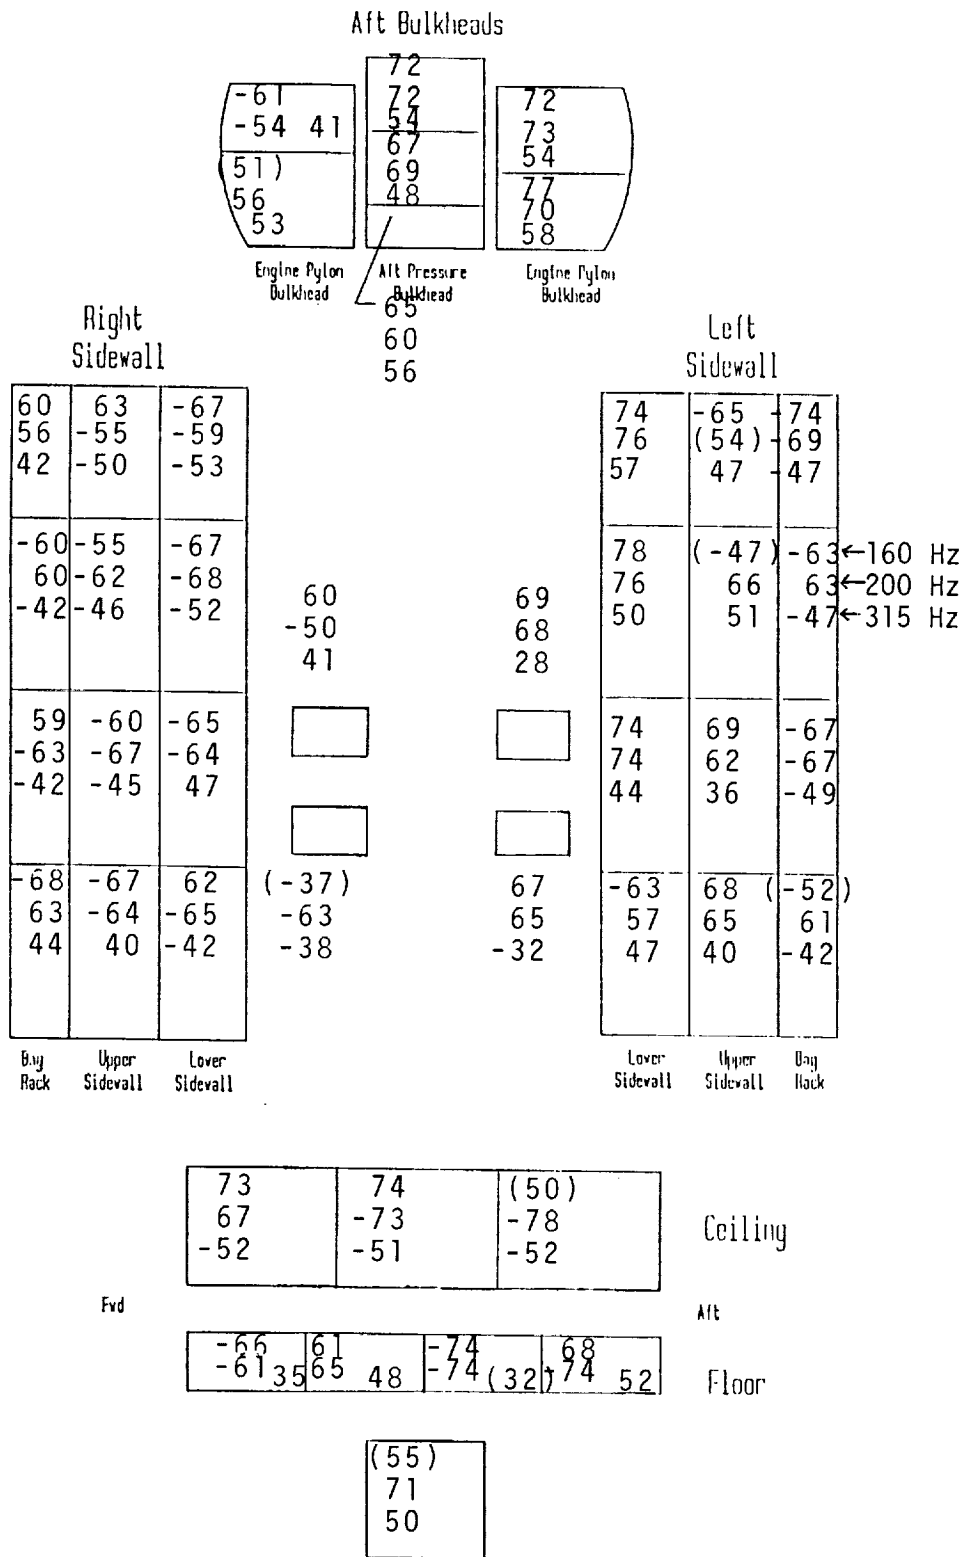 Aft Bulkheads
-61
-54 41
(51)
56
53
72
72
54
67
69
48
72
73
54
77
70
58
Engine Pylon
Bulkhead
Aft Pressure
Bulkhead
Engine Pylon
Bulkhead
65
60
56
Right
Sidewall
Left
Sidewall
60 63 -67
56 -55 -59
42 -50 -53
-60 -55 -67
60 -62 -68
-42 -46 -52
59 -60 -65
-63 -67 -64
-42 -45 47
-68 -67 62
63 -64 -65
44 40 -42
60
-50
41
69
68
28
(-37)
-63
-38
67
65
-32
74 -65 -74
76 (54) -69
57 47 -47
78 (-47) -63←160 Hz
76 66 63←200 Hz
50 51 -47←315 Hz
74 69 -67
74 62 -67
44 36 -49
-63 68 (-52)
57 65 61
47 40 -42
Bag
Rack
Upper
Sidewall
Lower
Sidewall
Lower
Sidewall
Upper
Sidewall
Bag
Rack
73 74 (50)
67 -73 -78
-52 -51 -52
Ceiling
Fwd
Aft
-66 61 -74 68
-61 35 65 48 -74 (32) -74 52
Floor
(55)
71
50